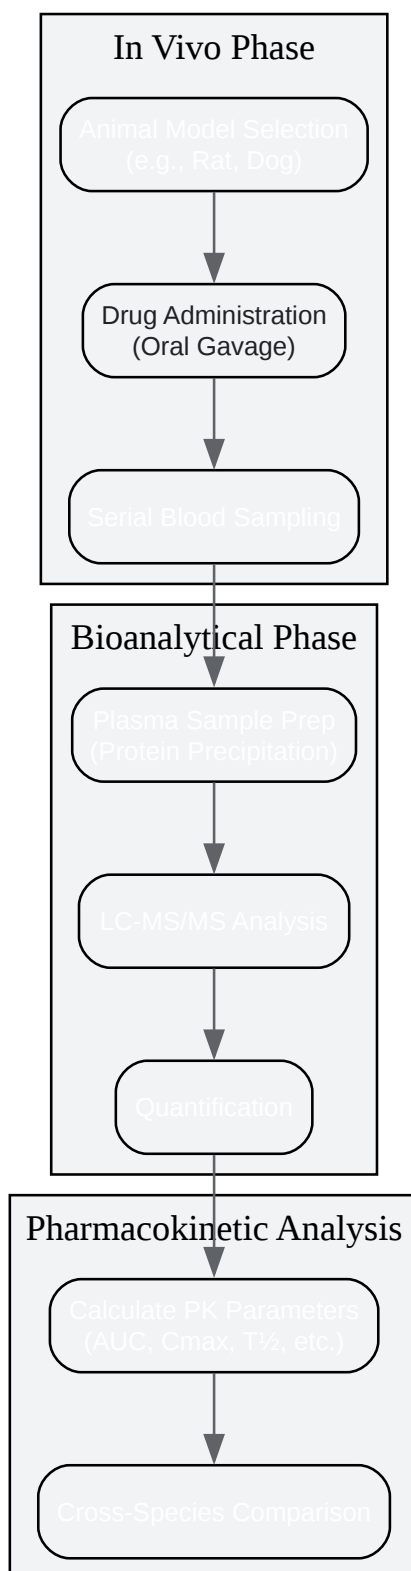 In Vivo Phase
Animal Model Selection
(e.g., Rat, Dog)
Drug Administration
(Oral Gavage)
Serial Blood Sampling
Bioanalytical Phase
Plasma Sample Prep
(Protein Precipitation)
LC-MS/MS Analysis
Quantification
Pharmacokinetic Analysis
Calculate PK Parameters
(AUC, Cmax, T½, etc.)
Cross-Species Comparison